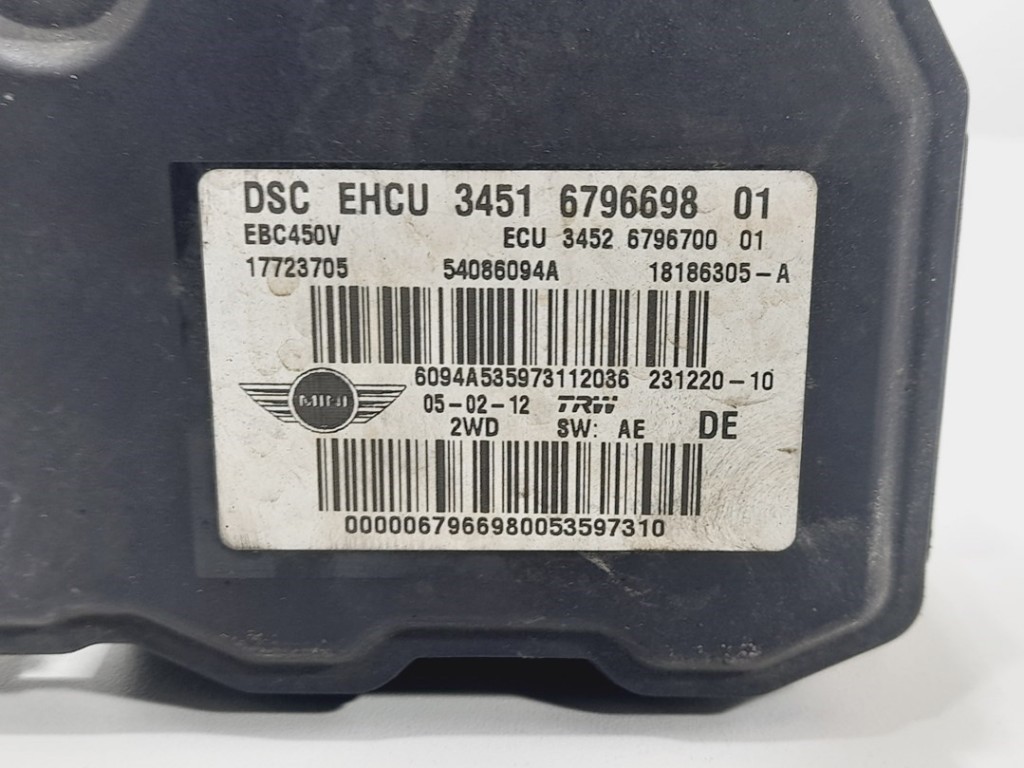 DSC EHCU 3451 6796698 01
EBC450V ECU 3452 6796700 01
17723705 54086094A 18186305-A
6094A535973112036 231220-10
MINI 05-02-12 TRW
2WD SW: AE DE
0000067966980053597310